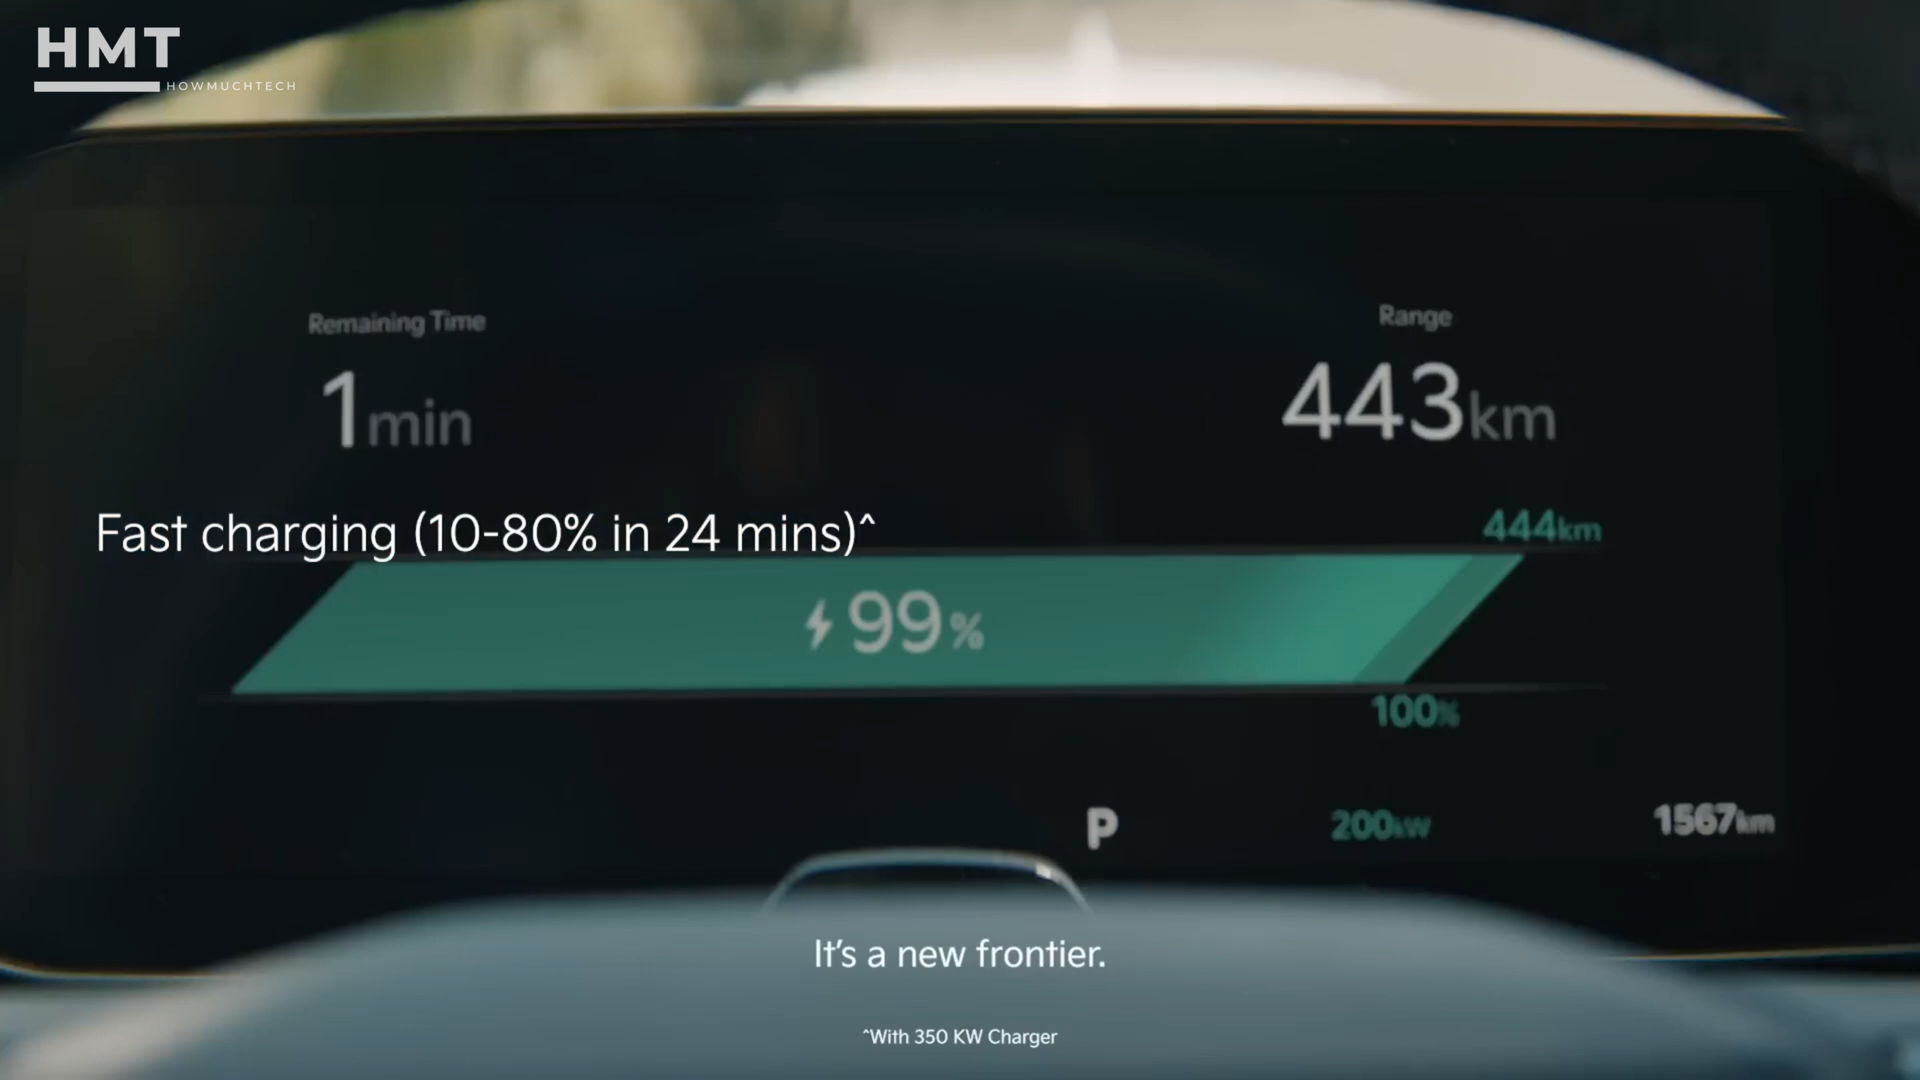 HMT
HOWMUCHTECH
Remaining Time
1min
Range
443km
Fast charging (10-80% in 24 mins)^
444km
99%
100%
P
200kW
1567km
It's a new frontier.
^With 350 KW Charger